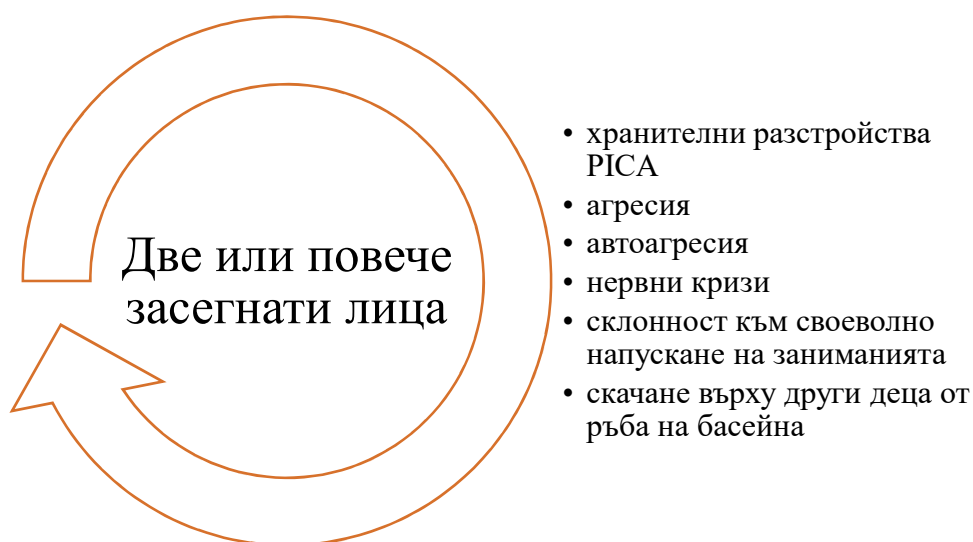 Две или повече
засегнати лица
• хранителни разстройства
PICA
• агресия
• автоагресия
• нервни кризи
• склонност към своеволно
напускане на заниманията
• скачане върху други деца от
ръба на басейна